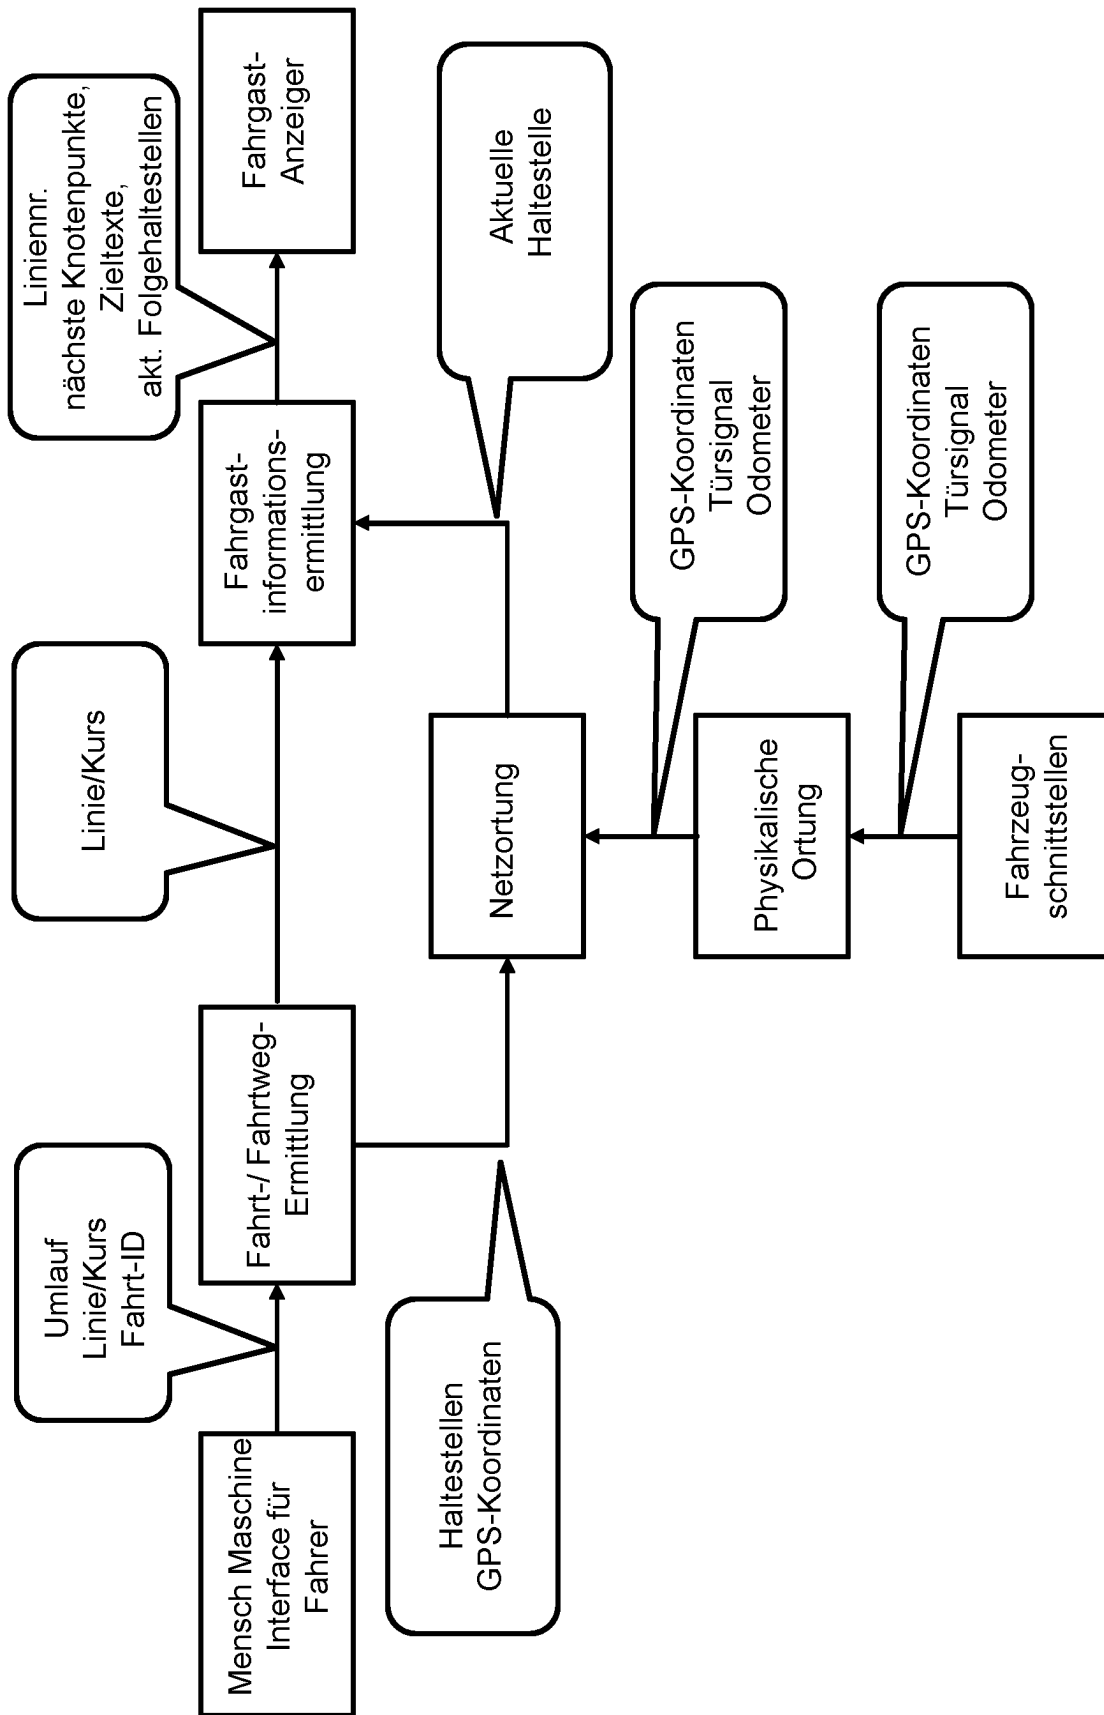 Umlauf
Linie/Kurs
Fahrt-ID
Linie/Kurs
Liniennr.
nächste Knotenpunkte,
Zieltexte,
akt. Folgehaltestellen
Mensch Maschine
Interface für
Fahrer
Fahrt-/ Fahrtweg-
Ermittlung
Fahrgast-
informations-
ermittlung
Fahrgast-
Anzeiger
Haltestellen
GPS-Koordinaten
Netzortung
Aktuelle
Haltestelle
GPS-Koordinaten
Türsignal
Odometer
Physikalische
Ortung
GPS-Koordinaten
Türsignal
Odometer
Fahrzeug-
schnittstellen